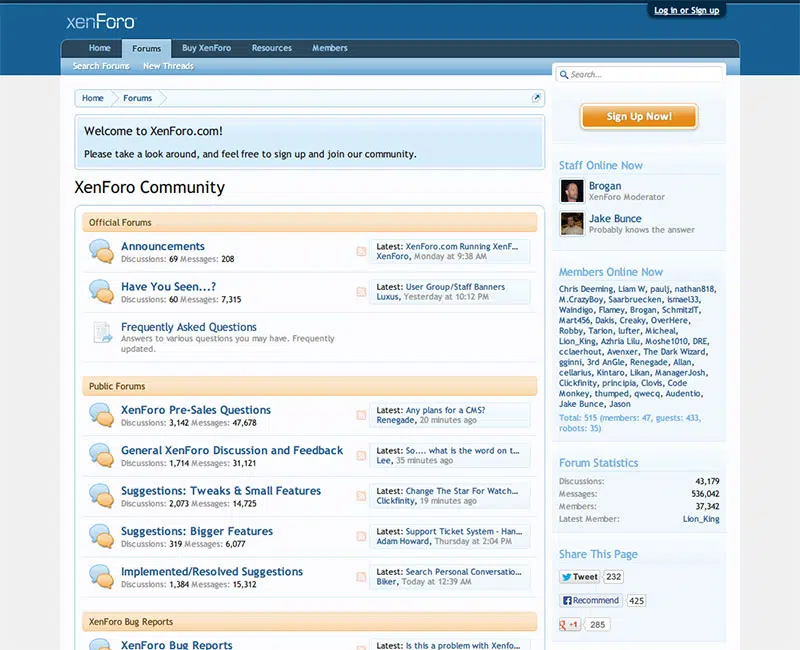 Log in or Sign up
xenForo
Home Forums Buy XenForo Resources Members
Search Forums New Threads
Search...
Home Forums
Sign Up Now!
Welcome to XenForo.com!
Please take a look around, and feel free to sign up and join our community.
XenForo Community
Official Forums
Announcements
Discussions: 69 Messages: 208
Latest: XenForo.com Running XenF...
XenForo, Monday at 9:38 AM
Have You Seen...?
Discussions: 60 Messages: 7,315
Latest: User Group/Staff Banners
Luxus, Yesterday at 10:12 PM
Frequently Asked Questions
Answers to various questions you may have. Frequently
updated.
Public Forums
XenForo Pre-Sales Questions
Discussions: 3,142 Messages: 47,678
Latest: Any plans for a CMS?
Renegade, 20 minutes ago
General XenForo Discussion and Feedback
Discussions: 1,714 Messages: 31,121
Latest: So.... what is the word on t...
Lee, 35 minutes ago
Suggestions: Tweaks & Small Features
Discussions: 2,073 Messages: 14,725
Latest: Change The Star For Watch...
Clickfinity, 19 minutes ago
Suggestions: Bigger Features
Discussions: 319 Messages: 6,077
Latest: Support Ticket System - Han...
Adam Howard, Thursday at 2:04 PM
Implemented/Resolved Suggestions
Discussions: 1,384 Messages: 15,312
Latest: Search Personal Conversatio...
Biker, Today at 12:39 AM
XenForo Bug Reports
XenForo Bug Reports
Latest: Is this a problem with Xenfo...
Staff Online Now
Brogan
XenForo Moderator
Jake Bunce
Probably knows the answer
Members Online Now
Chris Deeming, Liam W, paulj, nathan818,
M.CrazyBoy, Saarbruecken, ismael33,
Waindigo, Flamey, Brogan, SchmitzIT,
Mart456, Dakis, Creaky, OverHere,
Robby, Tarion, lufter, Micheal,
Lion_King, Azhria Lilu, Moshe1010, DRE,
cclaerhout, Avenxer, The Dark Wizard,
gginni, 3rd AnGle, Renegade, Allan,
cellarius, Kintaro, Likan, ManagerJosh,
Clickfinity, principia, Clovis, Code
Monkey, thumped, qwecq, Audentio,
Jake Bunce, Jason
Total: 515 (members: 47, guests: 433,
robots: 35)
Forum Statistics
Discussions: 43,179
Messages: 536,042
Members: 37,342
Latest Member: Lion_King
Share This Page
Tweet 232
Recommend 425
+1 285